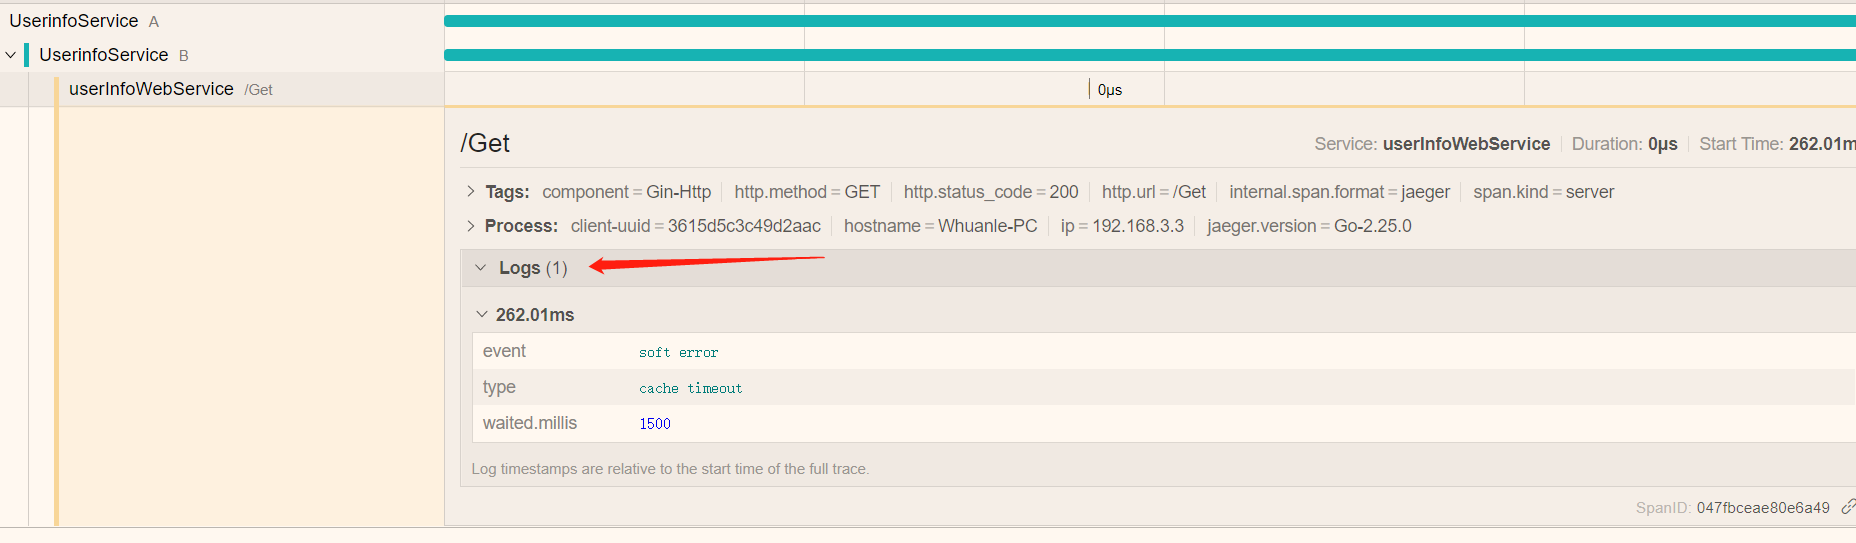 UserinfoService A
UserinfoService B
userInfoWebService /Get
0μs
/Get
Service: userInfoWebService Duration: 0μs Start Time: 262.01m
Tags: component = Gin-Http http.method = GET http.status_code = 200 http.url = /Get internal.span.format = jaeger span.kind = server
Process: client-uuid = 3615d5c3c49d2aac hostname = Whuanle-PC ip = 192.168.3.3 jaeger.version = Go-2.25.0
Logs (1)
262.01ms
event soft error
type cache timeout
waited.millis 1500
Log timestamps are relative to the start time of the full trace.
SpanID: 047fbceae80e6a49